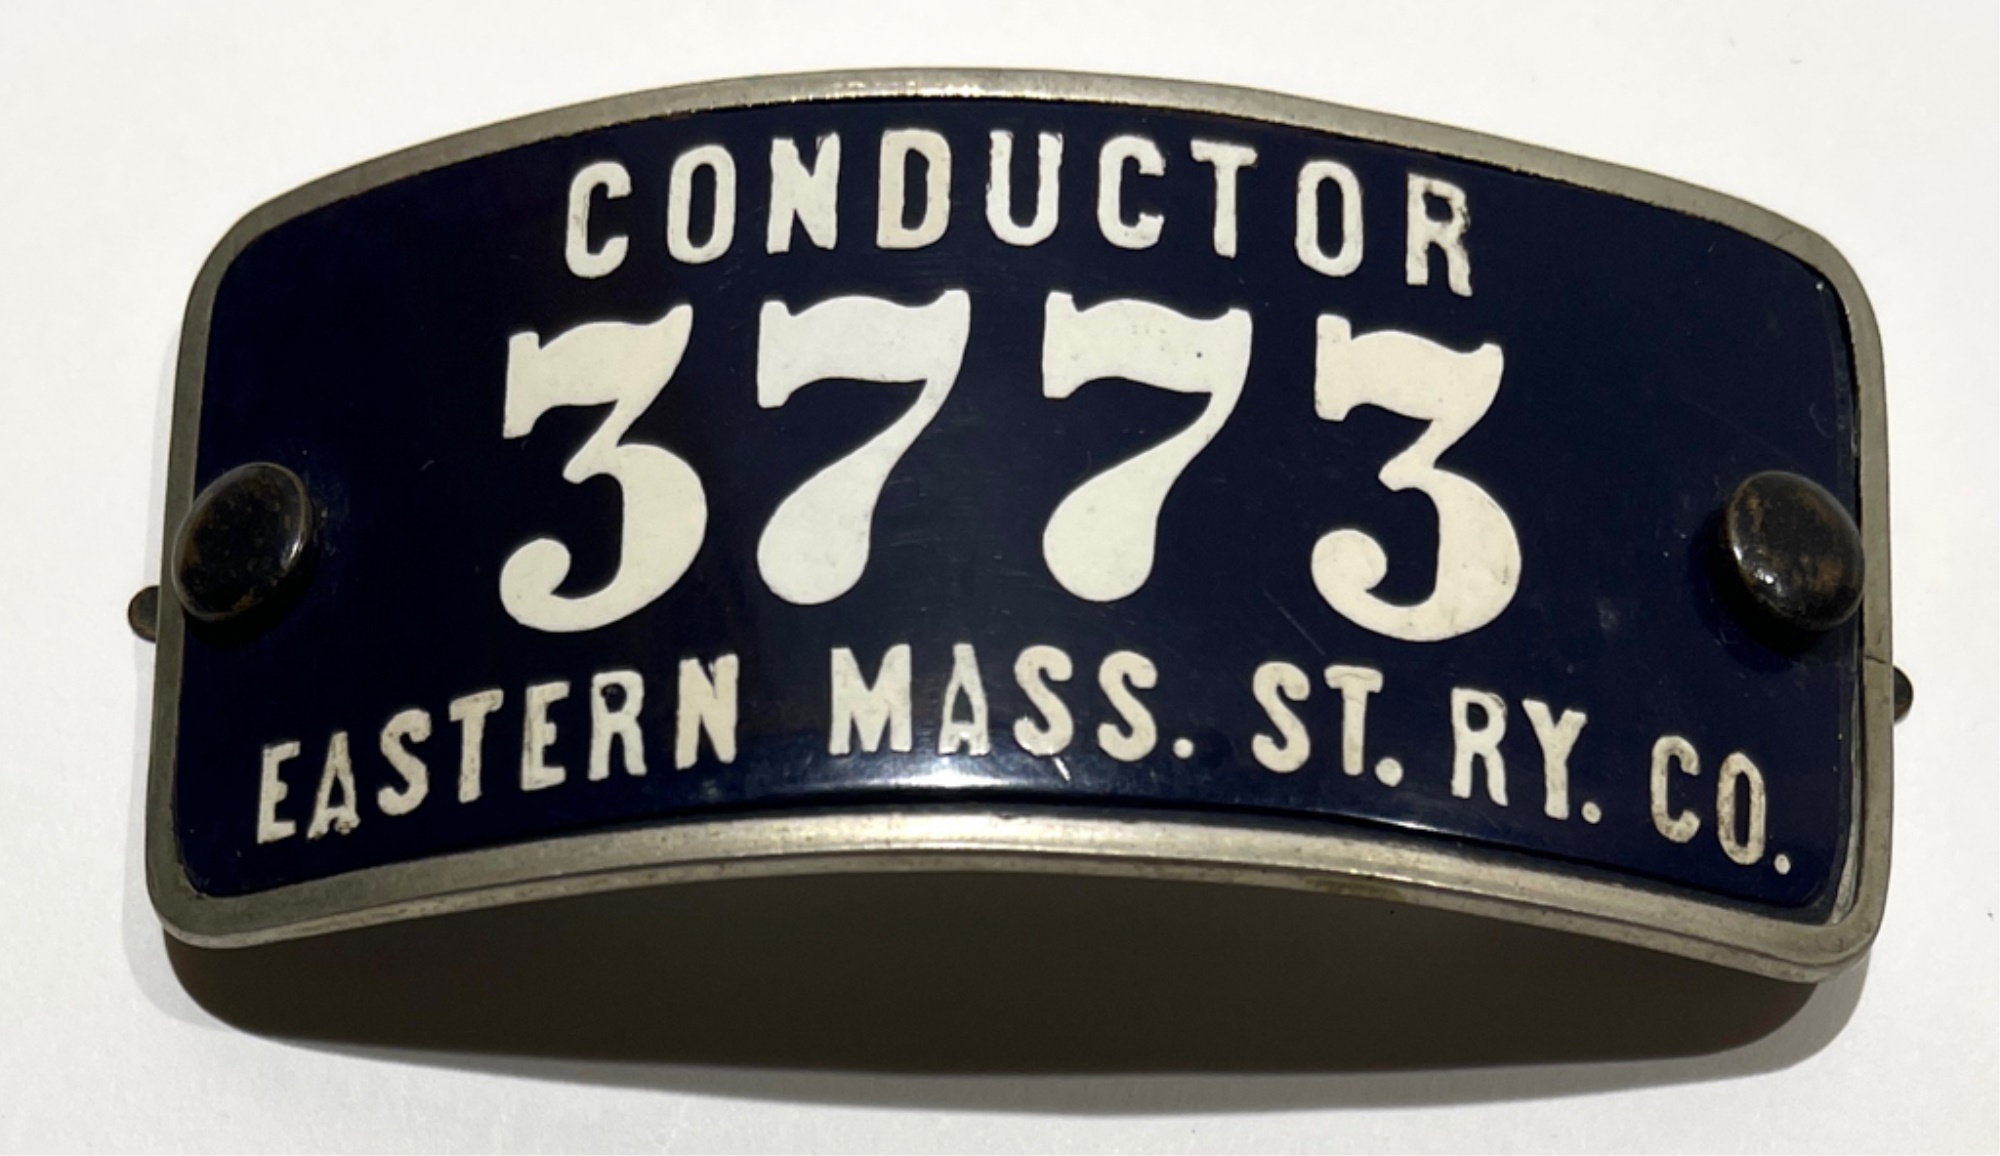 CONDUCTOR
3773
EASTERN MASS. ST. RY. CO.